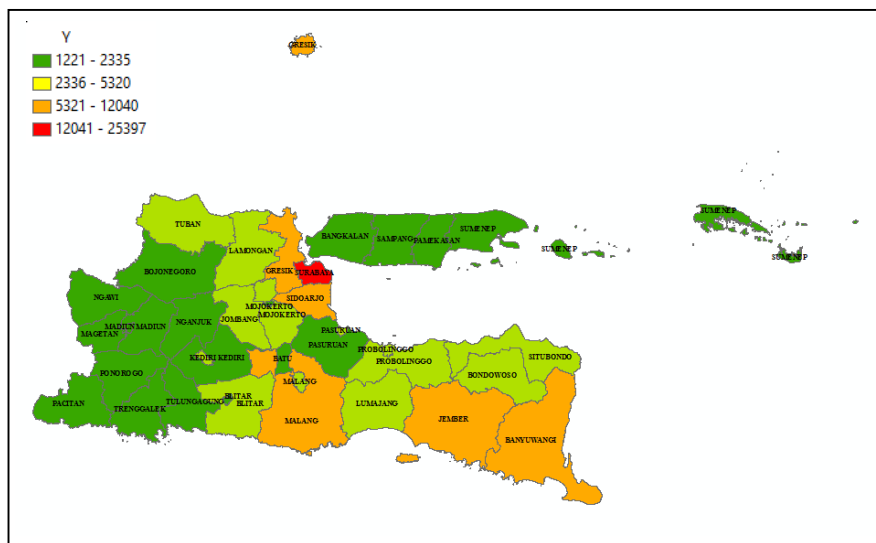 Y
1221 - 2335
2336 - 5320
5321 - 12040
12041 - 25397
GRESIK
SUMENEP
TUBAN
BANGKALAN
SAMPANG
PAMEKASAN
SUMENEP
SUMENEP
SUMENEP
LAMONGAN
BOJONEGORO
GRESIK
SURABAYA
NGAWI
SIDOARJO
MOJOKERTO
MOJOKERTO
JOMBANG
MADIUN
MADIUN
NGANJUK
MAGETAN
PASURUAN
PASURUAN
PROBOLINGGO
PROBOLINGGO
SITUBONDO
KEDIRI
KEDIRI
BATU
PONOROGO
BONDOWOSO
MALANG
BLITAR
BLITAR
PACITAN
TRENGGALEK
TULUNGAGUNG
LUMAJANG
MALANG
JEMBER
BANYUWANGI